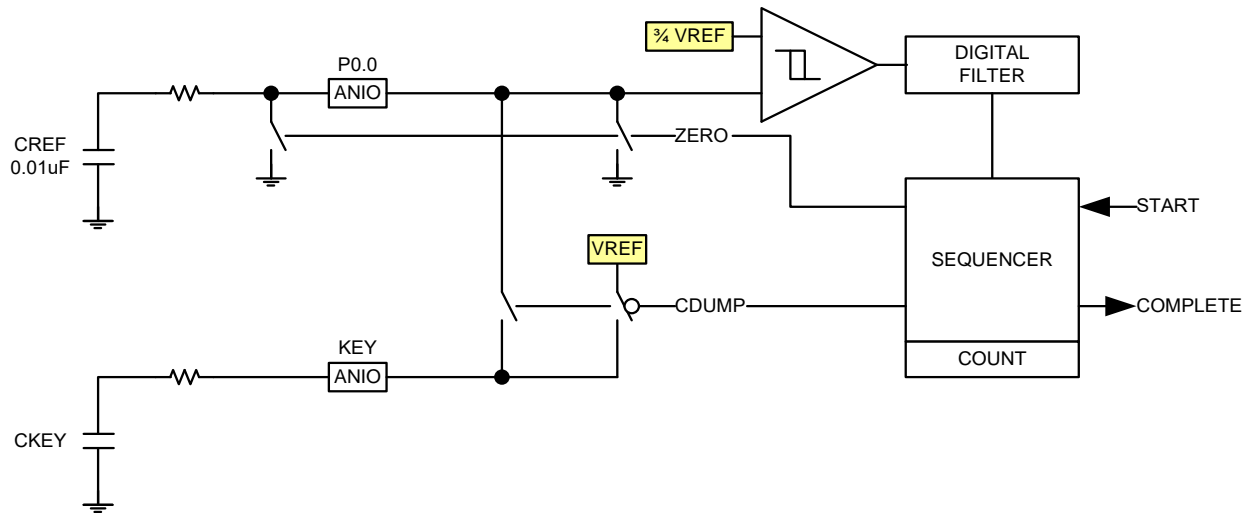 ¾ VREF
DIGITAL
FILTER
P0.0
ANIO
CREF
0.01uF
ZERO
START
VREF
SEQUENCER
CDUMP
COMPLETE
KEY
ANIO
COUNT
CKEY